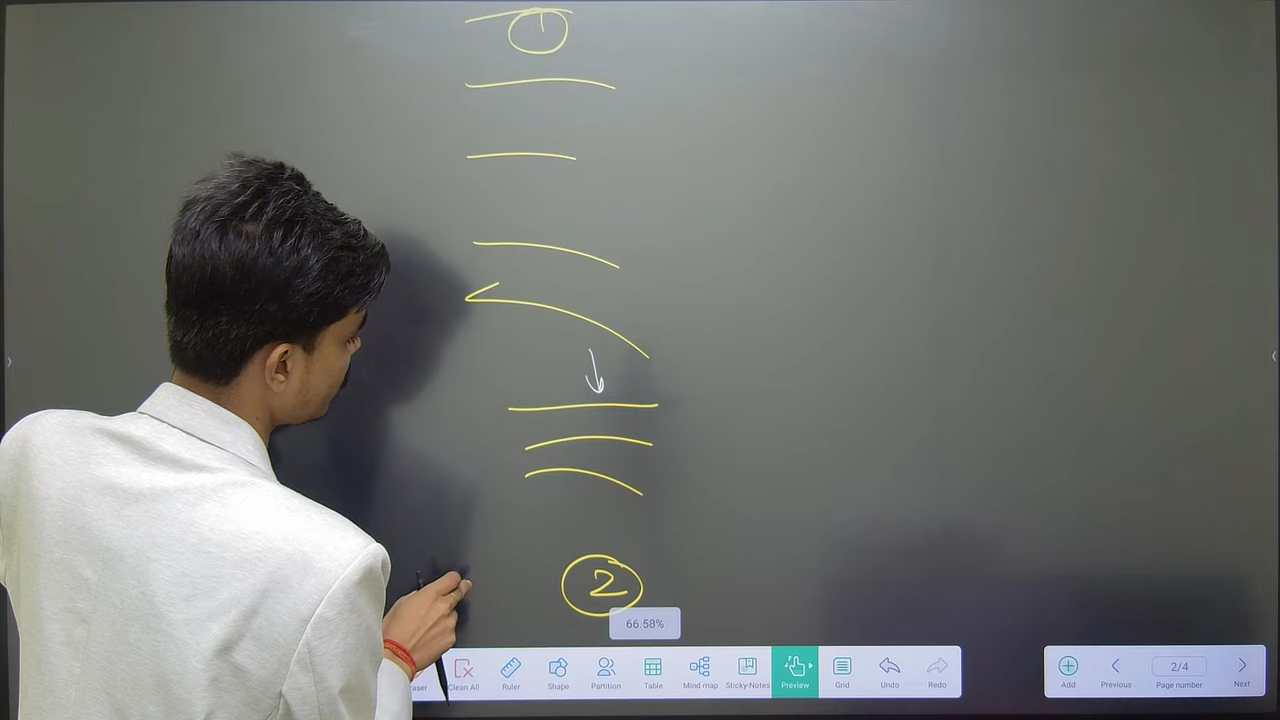 1
2
66.58%
Clean All Ruler Shape Partition Table Mind map Sticky-Notes Preview Grid Undo Redo Add Previous 2/4 Page number Next